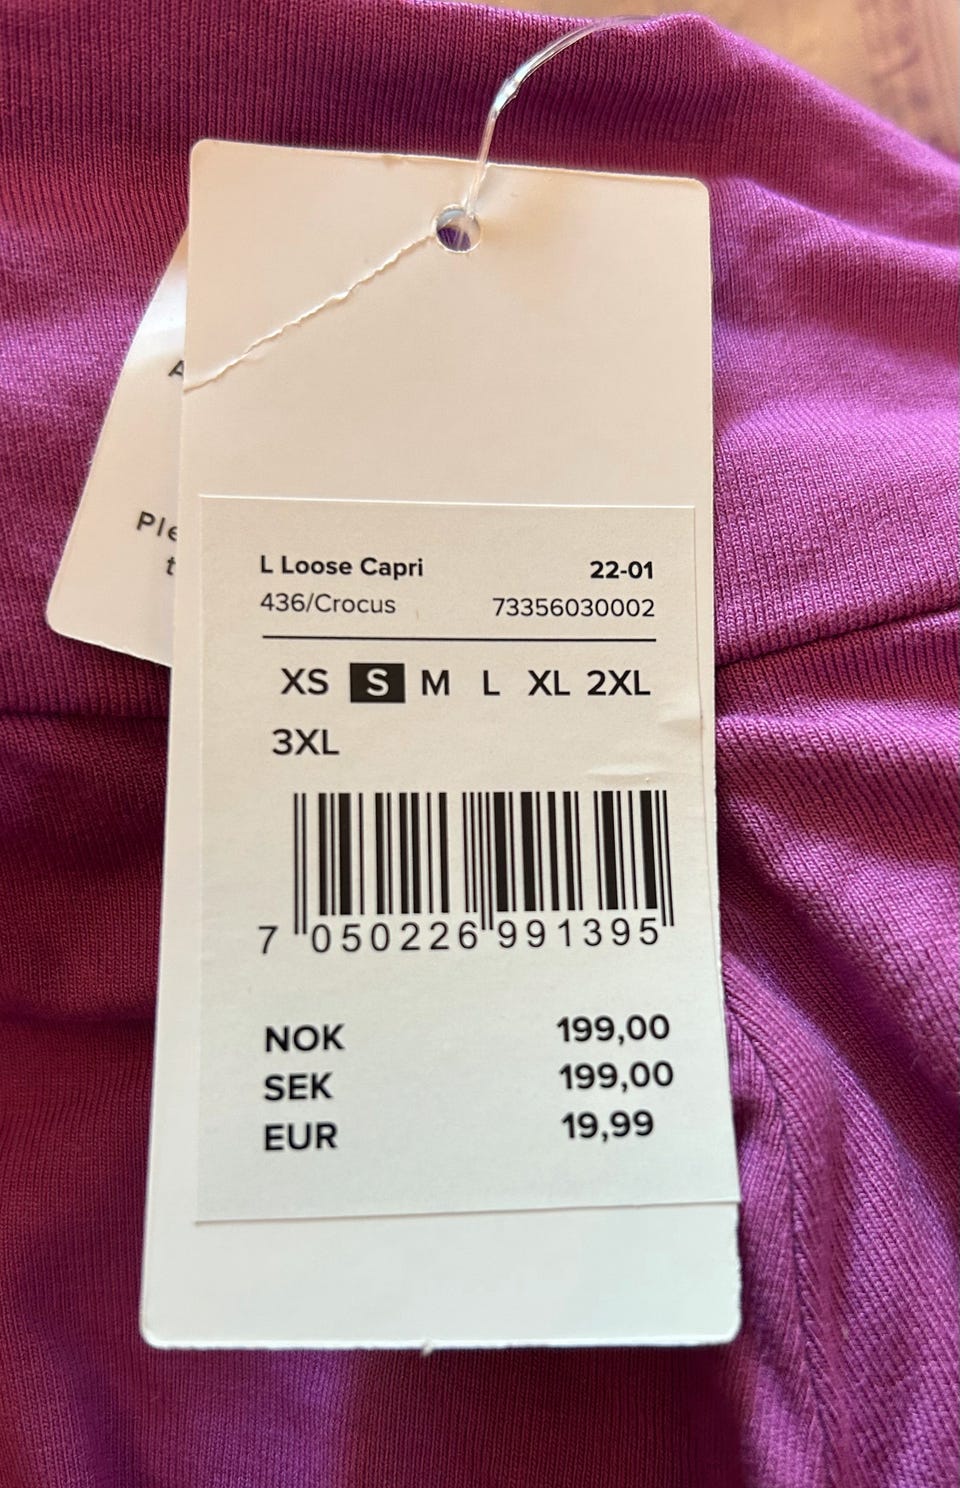 L Loose Capri 22-01
436/Crocus 73356030002
XS S M L XL 2XL
3XL
7 050226 991395
NOK 199,00
SEK 199,00
EUR 19,99